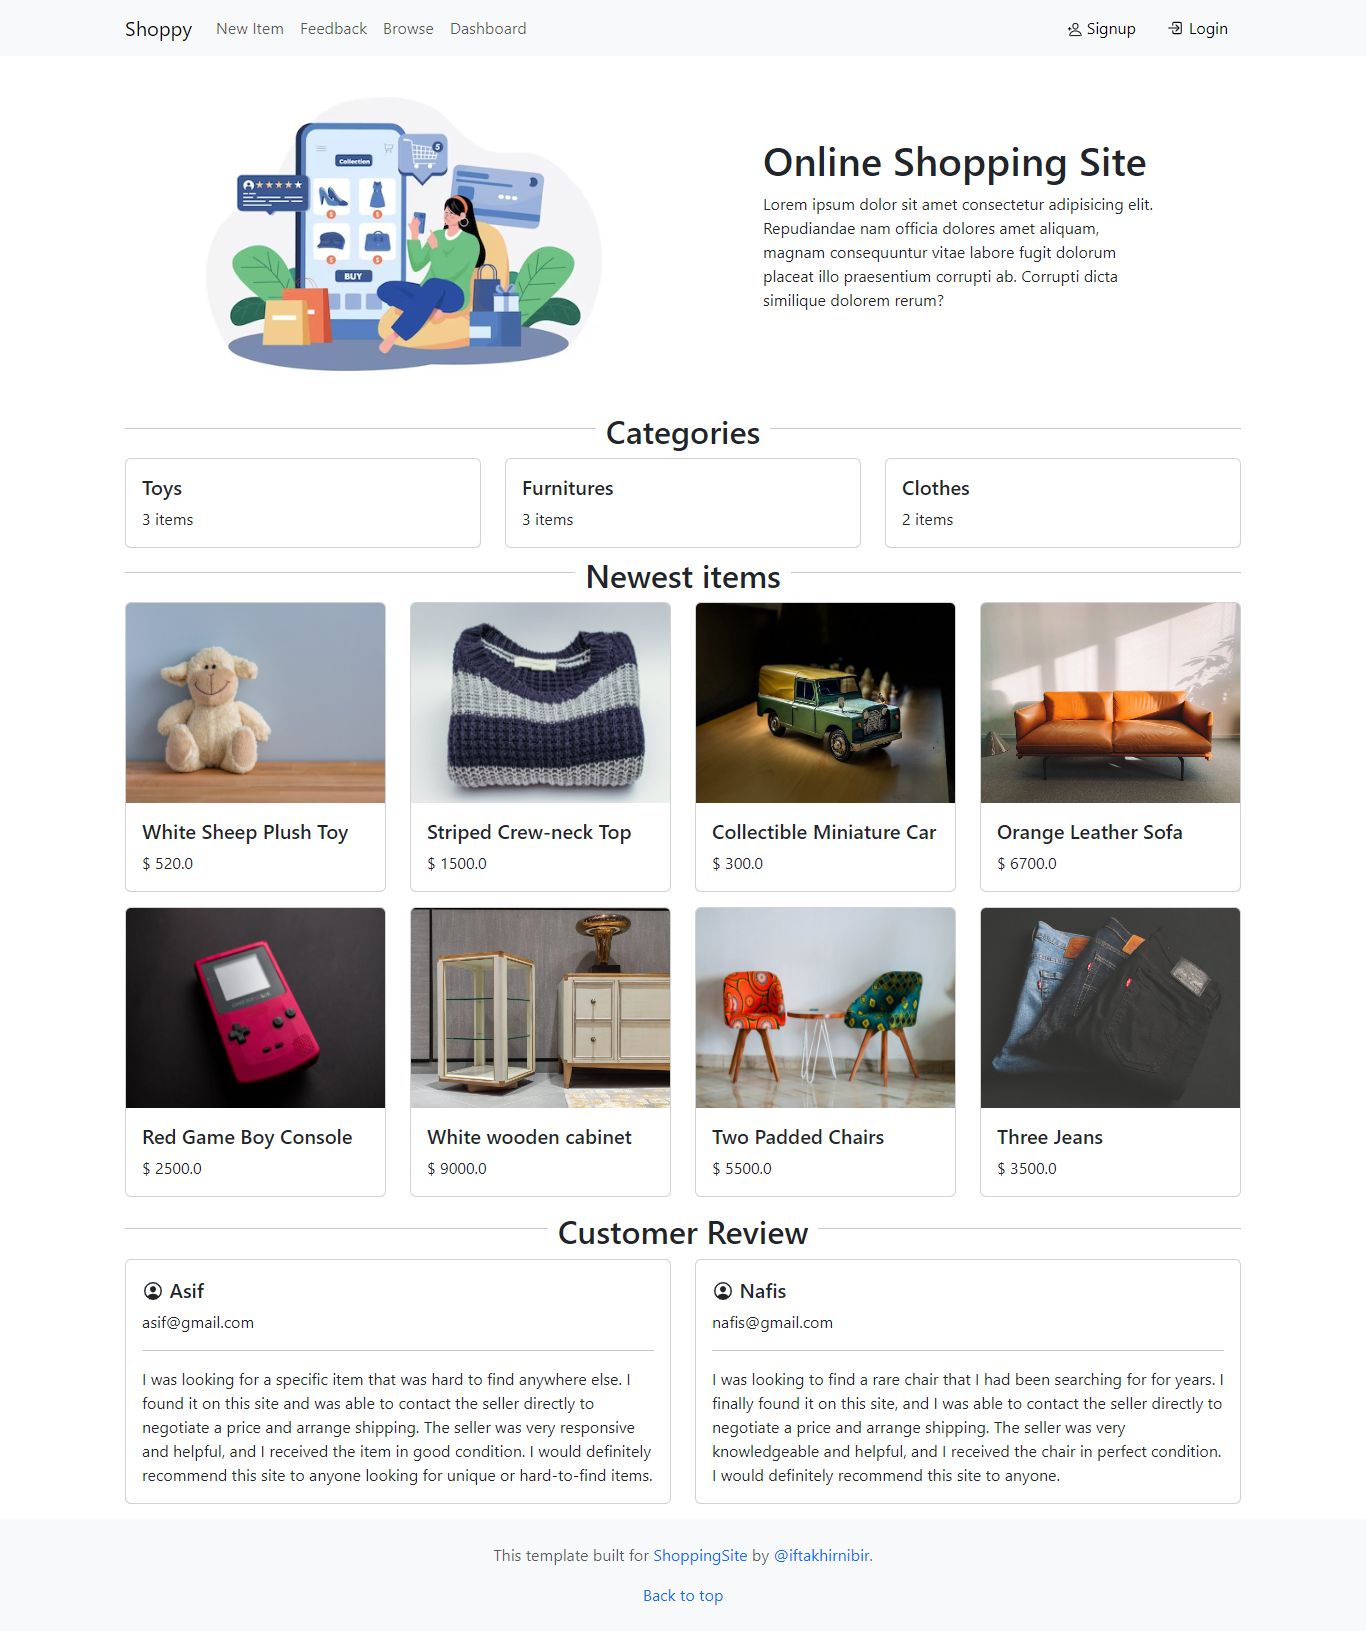 Shoppy New Item Feedback Browse Dashboard Signup Login
Collection
5
BUY
Online Shopping Site
Lorem ipsum dolor sit amet consectetur adipisicing elit.
Repudiandae nam officia dolores amet aliquam,
magnam consequuntur vitae labore fugit dolorum
placeat illo praesentium corrupti ab. Corrupti dicta
similique dolorem rerum?
Categories
Toys
3 items
Furnitures
3 items
Clothes
2 items
Newest items
White Sheep Plush Toy
$ 520.0
Striped Crew-neck Top
$ 1500.0
Collectible Miniature Car
$ 300.0
Orange Leather Sofa
$ 6700.0
Red Game Boy Console
$ 2500.0
White wooden cabinet
$ 9000.0
Two Padded Chairs
$ 5500.0
Three Jeans
$ 3500.0
Customer Review
Asif
asif@gmail.com
I was looking for a specific item that was hard to find anywhere else. I
found it on this site and was able to contact the seller directly to
negotiate a price and arrange shipping. The seller was very responsive
and helpful, and I received the item in good condition. I would definitely
recommend this site to anyone looking for unique or hard-to-find items.
Nafis
nafis@gmail.com
I was looking to find a rare chair that I had been searching for for years. I
finally found it on this site, and I was able to contact the seller directly to
negotiate a price and arrange shipping. The seller was very
knowledgeable and helpful, and I received the chair in perfect condition.
I would definitely recommend this site to anyone.
This template built for ShoppingSite by @iftakhirnibir.
Back to top